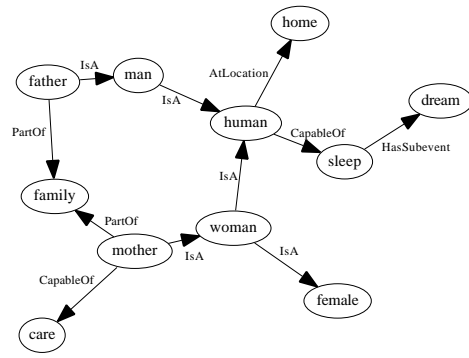 home
father
IsA
man
AtLocation
IsA
dream
human
CapableOf
PartOf
HasSubevent
sleep
family
IsA
PartOf
woman
mother
IsA
IsA
CapableOf
female
care